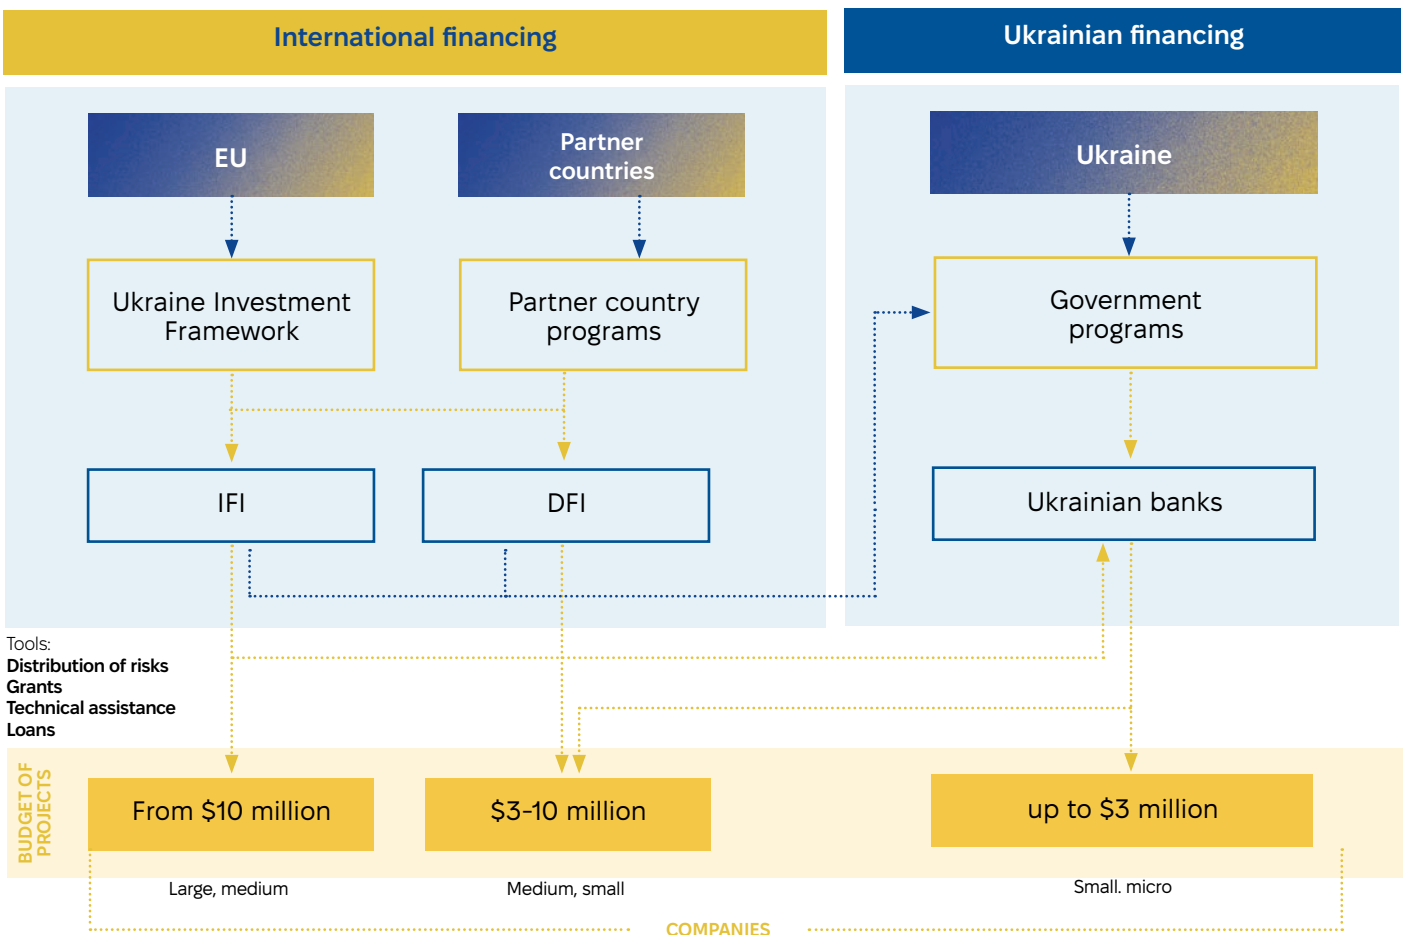 International financing
Ukrainian financing
EU
Partner
countries
Ukraine
Ukraine Investment
Framework
Partner country
programs
Government
programs
IFI
DFI
Ukrainian banks
Tools:
Distribution of risks
Grants
Technical assistance
Loans
BUDGET OF
PROJECTS
From $10 million
$3-10 million
up to $3 million
Large, medium
Medium, small
Small. micro
COMPANIES